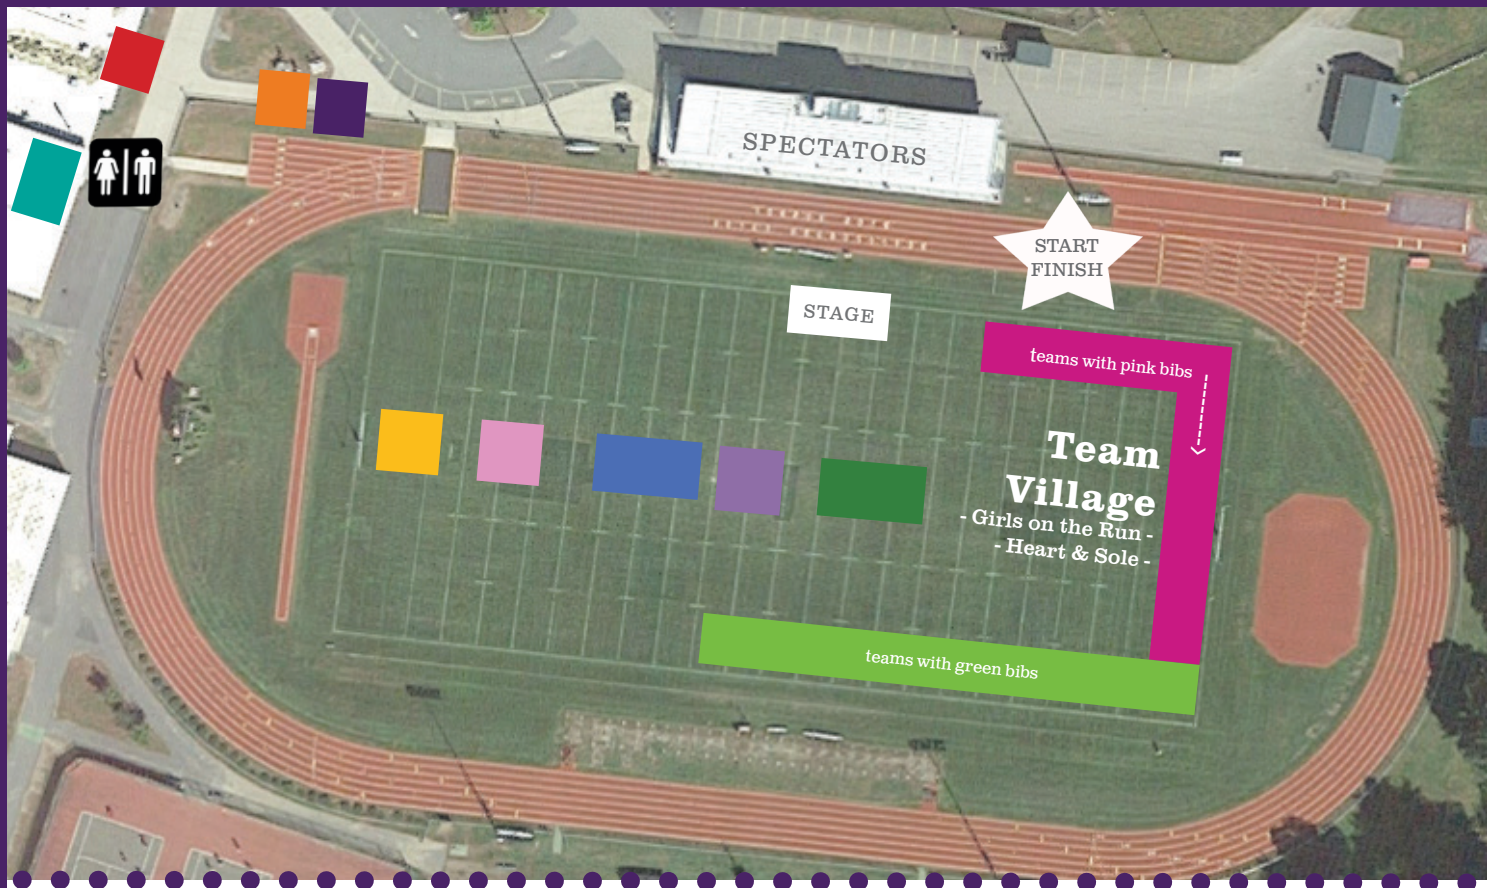 SPECTATORS
START
FINISH
STAGE
teams with pink bibs
Team
Village
- Girls on the Run -
- Heart & Sole -
teams with green bibs